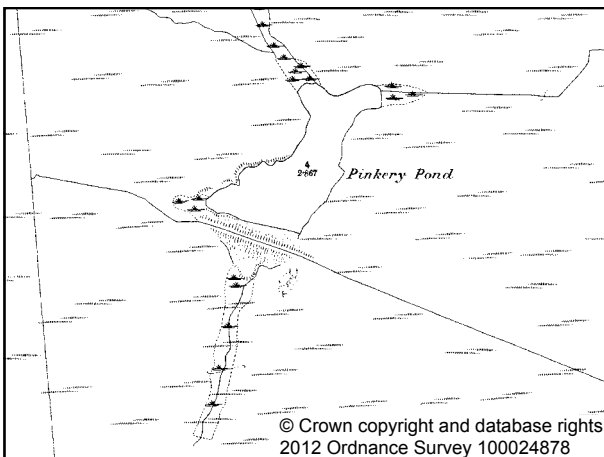 4
2·867
Pinkery Pond
© Crown copyright and database rights
2012 Ordnance Survey 100024878